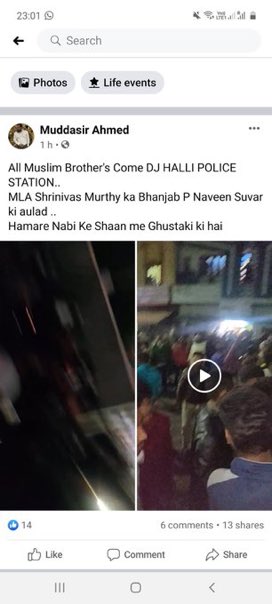 23:01
Search
Photos
Life events
Muddasir Ahmed
1 h
All Muslim Brother's Come DJ HALLI POLICE
STATION..
MLA Shrinivas Murthy ka Bhanjab P Naveen Suvar
ki aulad ..
Hamare Nabi Ke Shaan me Ghustaki ki hai
14
6 comments • 13 shares
Like
Comment
Share